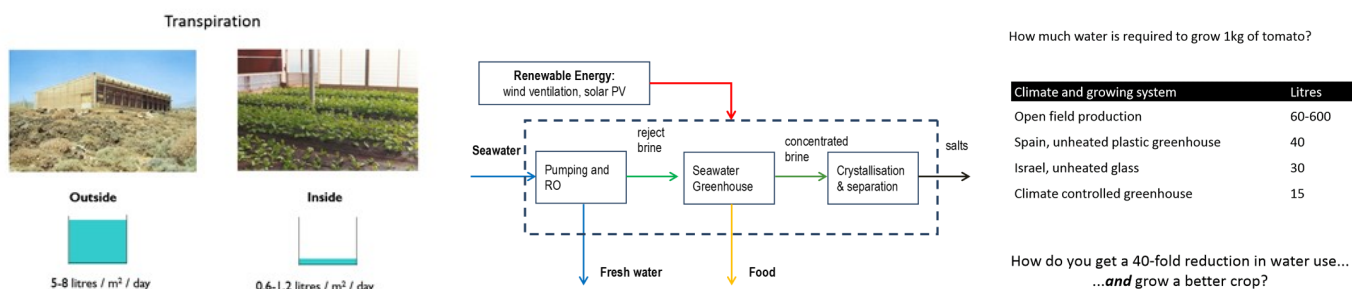 Transpiration
Outside
Inside
5-8 litres / m² / day
0.6-1.2 litres / m² / day
Renewable Energy:
wind ventilation, solar PV
Seawater
Pumping and
RO
reject
brine
Seawater
Greenhouse
concentrated
brine
Crystallisation
& separation
salts
Fresh water
Food
How much water is required to grow 1kg of tomato?
Climate and growing system Litres
Open field production 60-600
Spain, unheated plastic greenhouse 40
Israel, unheated glass 30
Climate controlled greenhouse 15
How do you get a 40-fold reduction in water use...
...and grow a better crop?